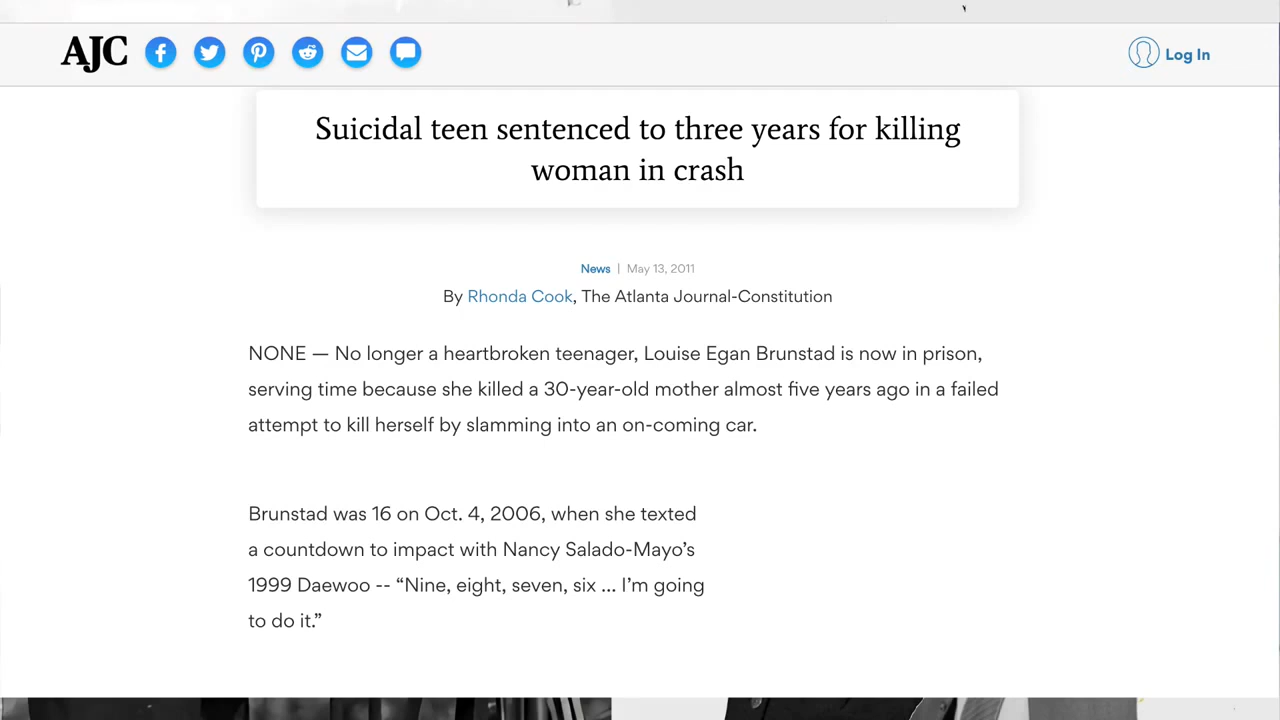 AJC
Log In
Suicidal teen sentenced to three years for killing
woman in crash
News | May 13, 2011
By Rhonda Cook, The Atlanta Journal-Constitution
NONE — No longer a heartbroken teenager, Louise Egan Brunstad is now in prison,
serving time because she killed a 30-year-old mother almost five years ago in a failed
attempt to kill herself by slamming into an on-coming car.
Brunstad was 16 on Oct. 4, 2006, when she texted
a countdown to impact with Nancy Salado-Mayo’s
1999 Daewoo -- “Nine, eight, seven, six ... I’m going
to do it.”